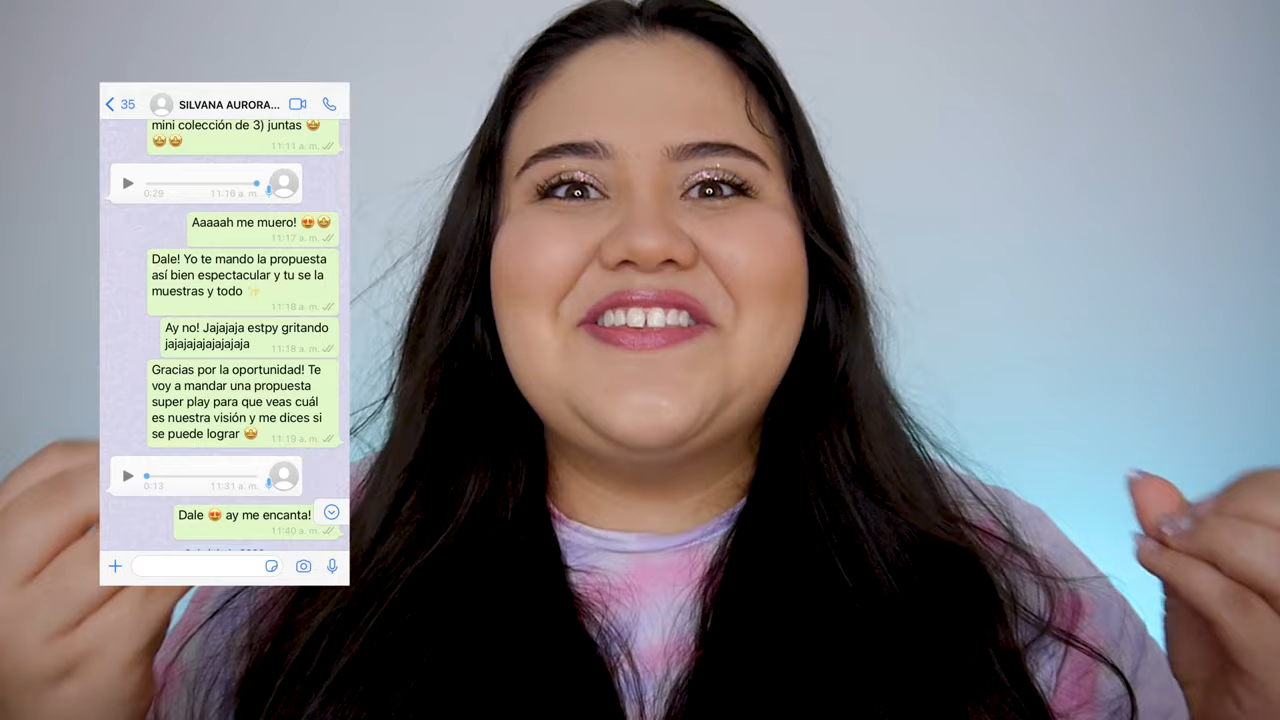 35
SILVANA AURORA...
mini colección de 3) juntas 🤩
🤩🤩
11:11 a. m.
0:29 11:16 a. m.
Aaaaah me muero! 😍🤩
11:17 a. m.
Dale! Yo te mando la propuesta
así bien espectacular y tu se la
muestras y todo ✨
11:18 a. m.
Ay no! Jajajaja estpy gritando
jajajajajajajaja
11:18 a. m.
Gracias por la oportunidad! Te
voy a mandar una propuesta
super play para que veas cuál
es nuestra visión y me dices si
se puede lograr 🤩
11:19 a. m.
0:13 11:31 a. m.
Dale 😍 ay me encanta!
11:40 a. m.